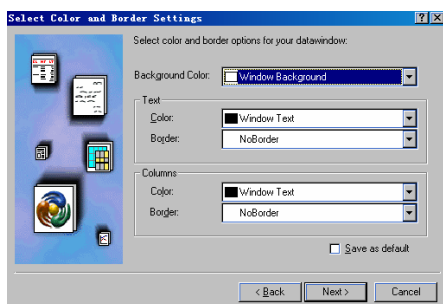 Select Color and Border Settings
Select color and border options for your datawindow:
Background Color: Window Background
Text
Color: Window Text
Border: NoBorder
Columns
Color: Window Text
Border: NoBorder
Save as default
< Back Next > Cancel